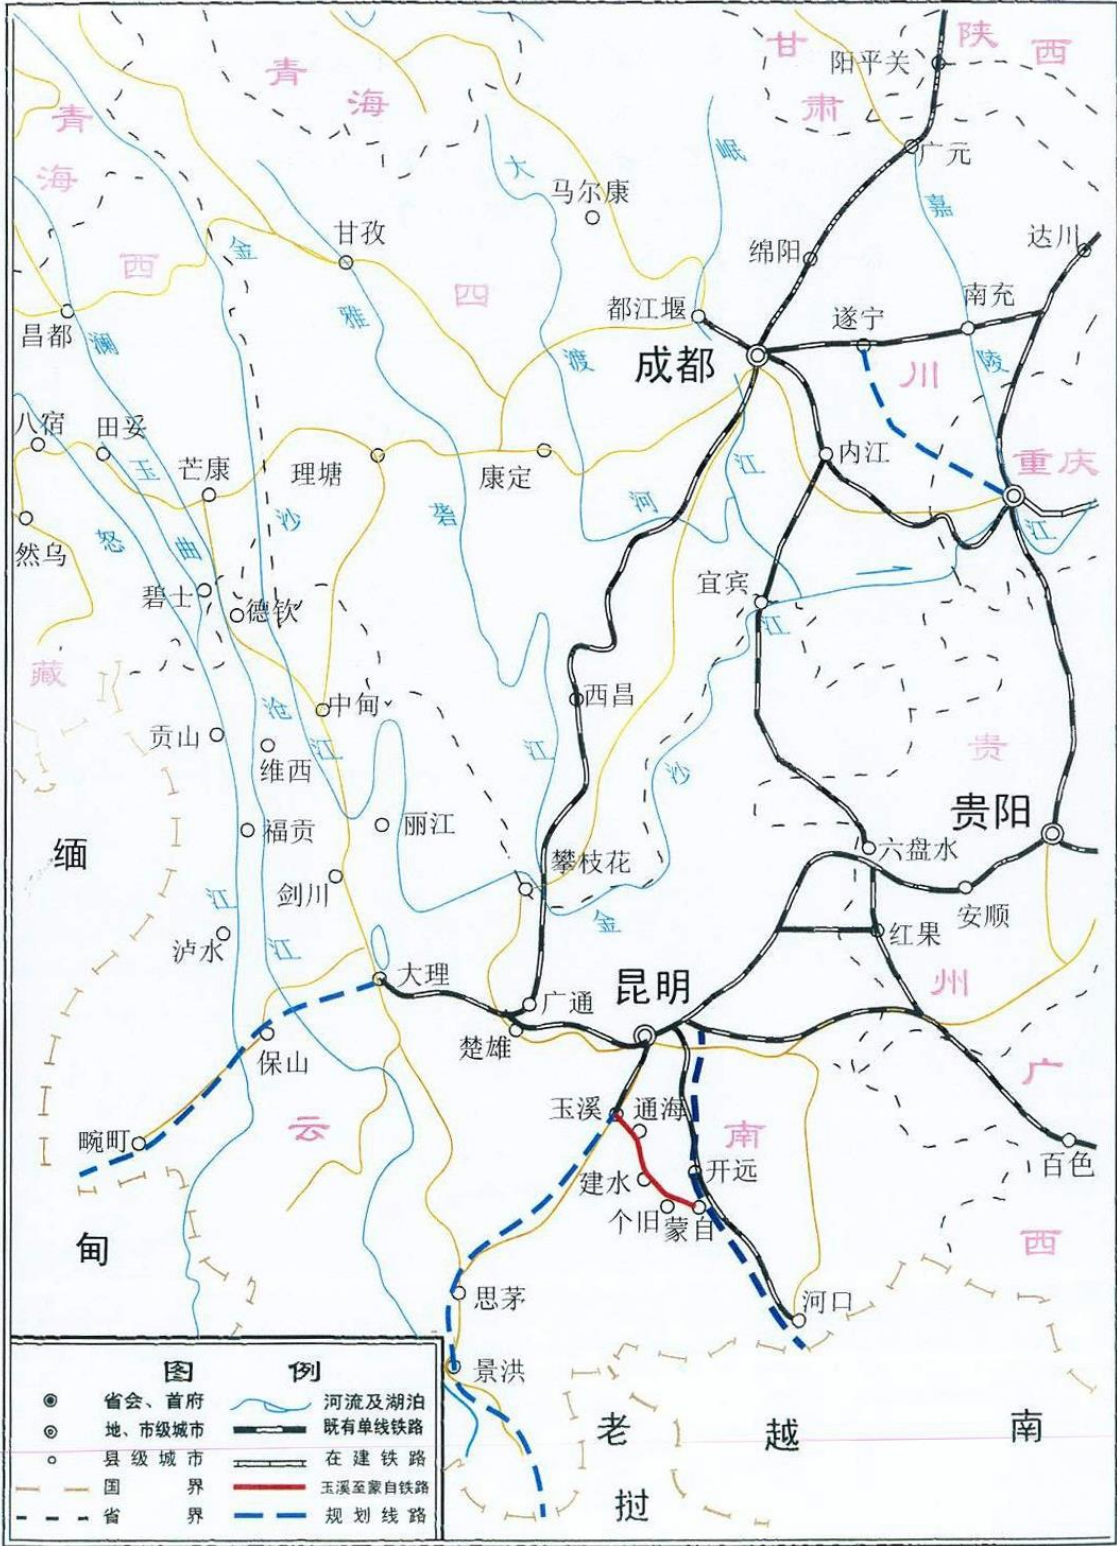 甘肃
陕西
阳平关
青海
青海
广元
大
岷
马尔康
嘉
甘孜
金
绵阳
达川
西
四
南充
都江堰
遂宁
昌都
澜
雅
成都
渡
川
陵
八宿
田妥
芒康
理塘
康定
内江
重庆
玉
江
然乌
怒
曲
沙
砻
河
江
碧土
德钦
宜宾
江
藏
中甸
沧
江
西昌
贡山
维西
江
沙
贵
贵阳
缅
福贡
丽江
攀枝花
六盘水
剑川
江
安顺
泸水
江
金
红果
大理
广通
昆明
州
保山
楚雄
广
畹町
云
玉溪
通海
南
建水
开远
百色
个旧
蒙自
甸
西
思茅
河口
景洪
老
越
南
挝
图例
省会、首府
河流及湖泊
地、市级城市
既有单线铁路
县级城市
在建铁路
国界
玉溪至蒙自铁路
省界
规划线路